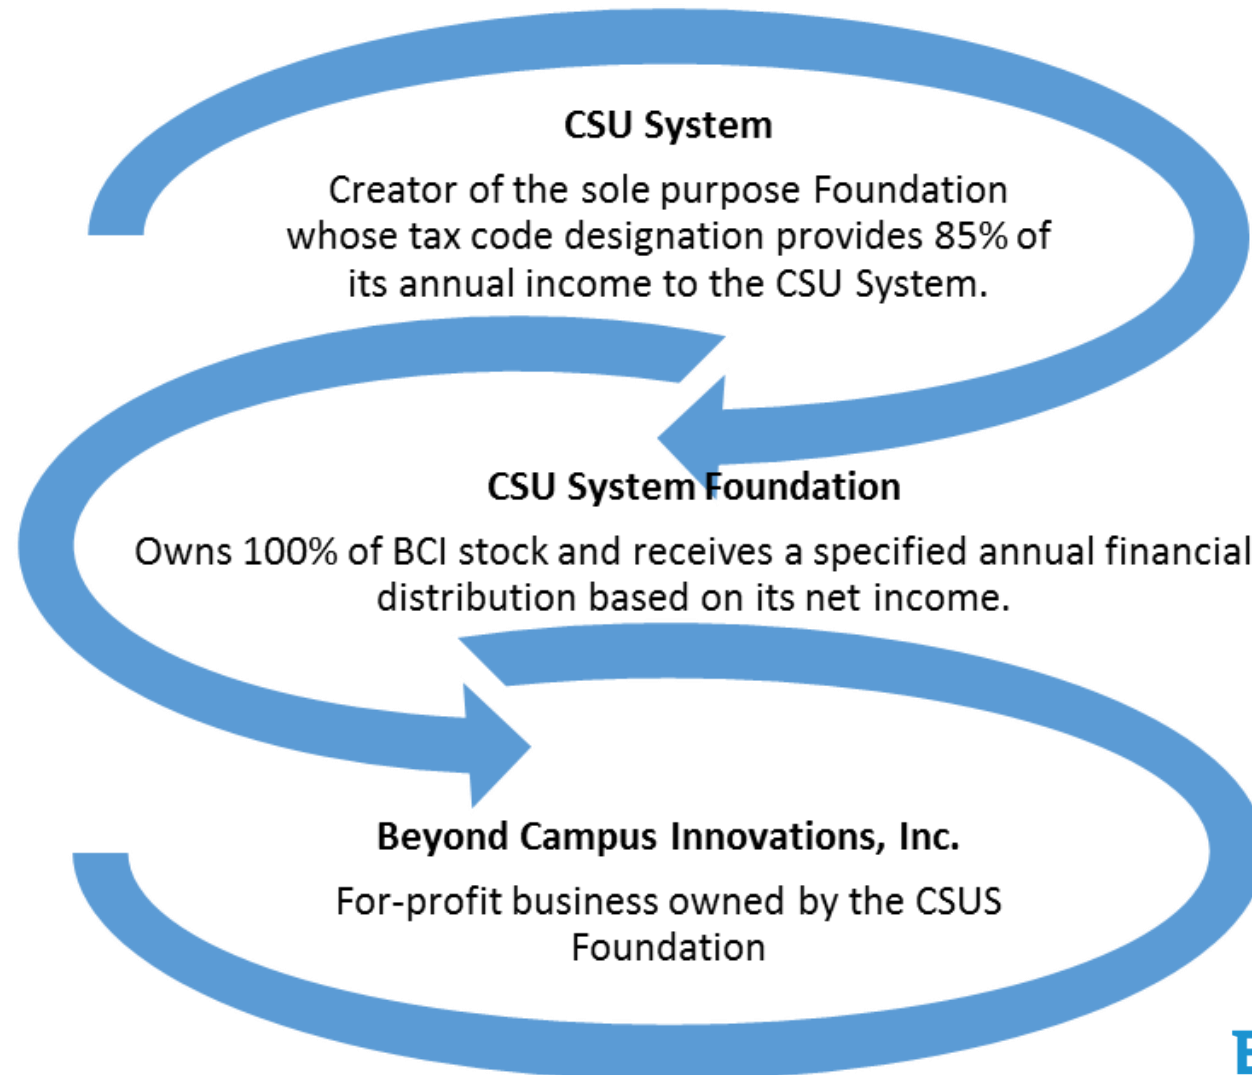 CSU System
Creator of the sole purpose Foundation
whose tax code designation provides 85% of
its annual income to the CSU System.
CSU System Foundation
Owns 100% of BCI stock and receives a specified annual financial
distribution based on its net income.
Beyond Campus Innovations, Inc.
For-profit business owned by the CSUS
Foundation